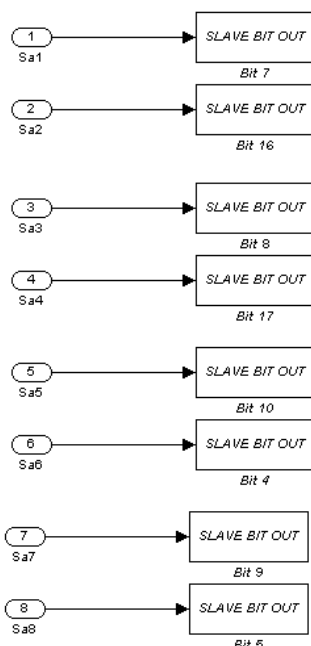 1
SLAVE BIT OUT
Sa1
Bit 7
2
SLAVE BIT OUT
Sa2
Bit 16
3
SLAVE BIT OUT
Sa3
Bit 8
4
SLAVE BIT OUT
Sa4
Bit 17
5
SLAVE BIT OUT
Sa5
Bit 10
6
SLAVE BIT OUT
Sa6
Bit 4
7
SLAVE BIT OUT
Sa7
Bit 9
8
SLAVE BIT OUT
Sa8
Bit 5